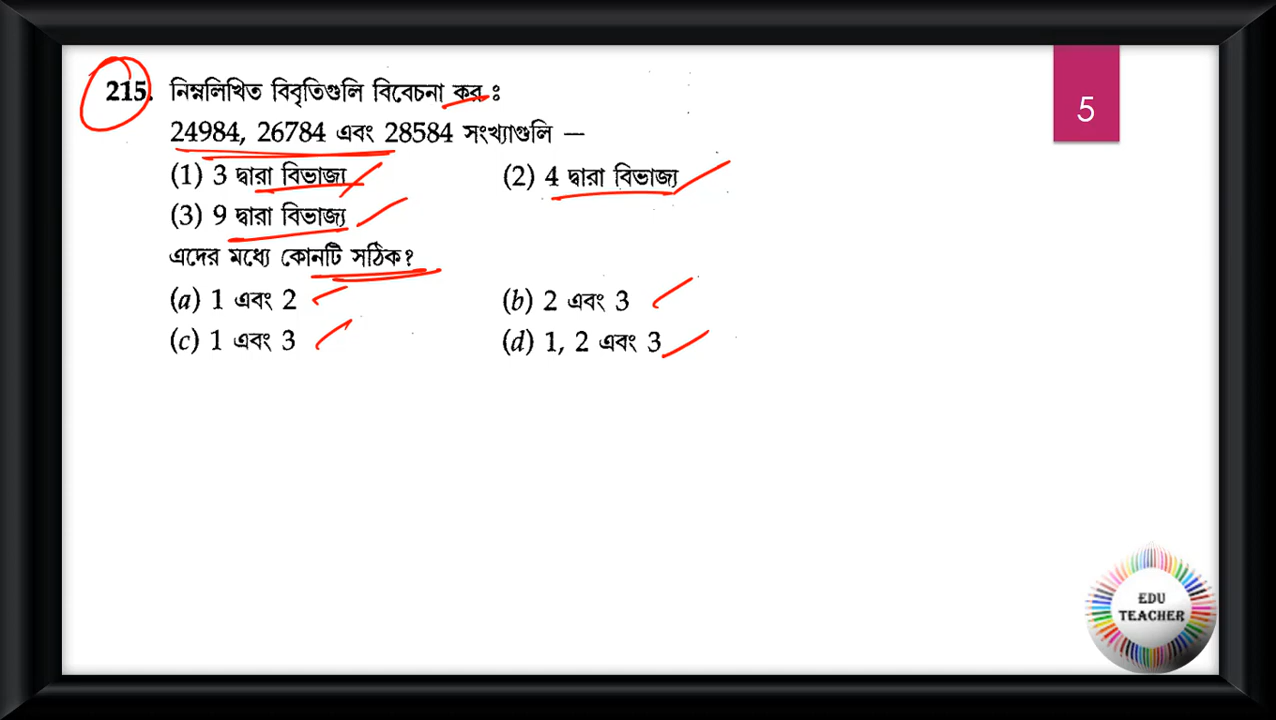 5
215. নিম্নলিখিত বিবৃতিগুলি বিবেচনা কর ঃ
24984, 26784 এবং 28584 সংখ্যাগুলি —
(1) 3 দ্বারা বিভাজ্য (2) 4 দ্বারা বিভাজ্য
(3) 9 দ্বারা বিভাজ্য
এদের মধ্যে কোনটি সঠিক?
(a) 1 এবং 2 (b) 2 এবং 3
(c) 1 এবং 3 (d) 1, 2 এবং 3
EDU
TEACHER